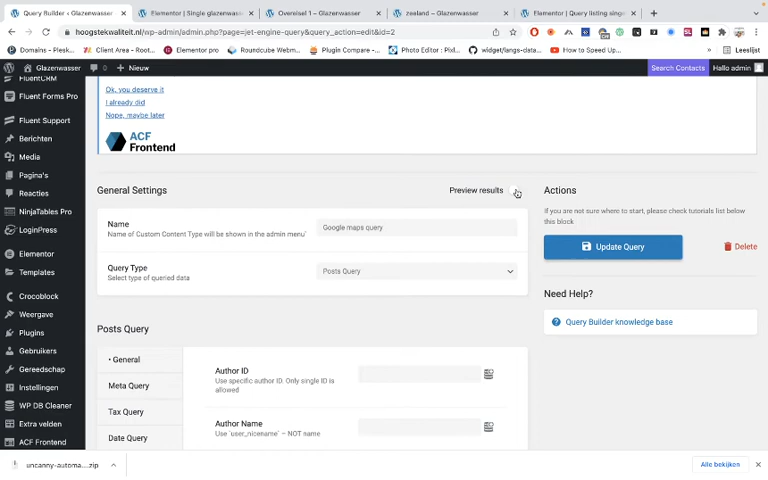 Query Builder ‹ Glazenwasser
Elementor | Single glazenwass
Overeisel 1 – Glazenwasser
zeeland – Glazenwasser
Elementor | Query listing sing
hoogstekwaliteit.nl/wp-admin/admin.php?page=jet-engine-query&query_action=edit&id=2
Domains – Plesk...
Client Area – Root...
Elementor pro
Roundcube Webm...
Plugin Compare –...
Photo Editor : Pixl...
widget/langs-data...
How to Speed Up...
»
Leeslijst
Glazenwasser
0
Nieuw
Search Contacts
Hallo admin
FluentCRM
Fluent Forms Pro
Fluent Support
Berichten
Media
Pagina's
Reacties
NinjaTables Pro
LoginPress
Elementor
Templates
Crocoblock
Weergave
Plugins
Gebruikers
Gereedschap
Instellingen
WP DB Cleaner
Extra velden
ACF Frontend
Ok, you deserve it
I already did
Nope, maybe later
ACF
Frontend
General Settings
Preview results
Name
Name of Custom Content Type will be shown in the admin menu`
Google maps query
Query Type
Select type of queried data
Posts Query
Posts Query
• General
Meta Query
Tax Query
Date Query
Author ID
Use specific author ID. Only single ID is
allowed
Author Name
Use `user_nicename` – NOT name
Actions
If you are not sure where to start, please check tutorials list below
this block
Update Query
Delete
Need Help?
Query Builder knowledge base
uncanny-automa....zip
Alle bekijken